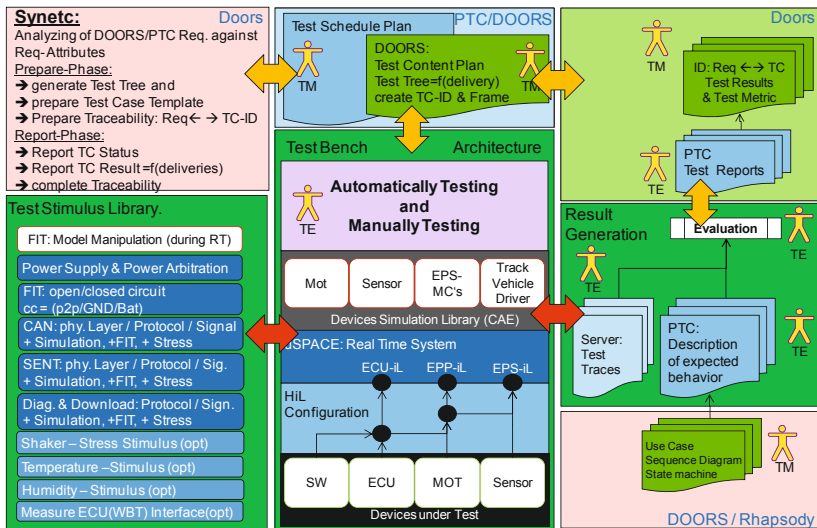 Synetc:
Doors
Analyzing of DOORS/PTC Req. against
Req-Attributes
Prepare-Phase:
➔ generate Test Tree and
➔ prepare Test Case Template
➔ Prepare Traceability: Req← → TC-ID
Report-Phase:
➔ Report TC Status
➔ Report TC Result =f(deliveries)
➔ complete Traceability
Test Schedule Plan
PTC/DOORS
TM
DOORS:
Test Content Plan
Test Tree=f(delivery)
create TC-ID & Frame
TM
Doors
TM
ID: Req ←→ TC
Test Results
& Test Metric
TE
PTC
Test Reports
Test Stimulus Library.
FIT: Model Manipulation (during RT)
Power Supply & Power Arbitration
FIT: open/closed circuit
cc = (p2p/GND/Bat)
CAN: phy. Layer / Protocol / Signal
+ Simulation, +FIT, + Stress
SENT: phy. Layer / Protocol / Sig.
+ Simulation, +FIT, + Stress
Diag. & Download: Protocol / Sign.
+ Simulation, +FIT, + Stress
Shaker – Stress Stimulus (opt)
Temperature –Stimulus (opt)
Humidity – Stimulus (opt)
Measure ECU(WBT) Interface(opt)
Test Bench
Architecture
Automatically Testing
and
Manually Testing
TE
Mot
Sensor
EPS-
MC's
Track
Vehicle
Driver
Devices Simulation Library (CAE)
dSPACE: Real Time System
ECU-iL
EPP-iL
EPS-iL
HiL
Configuration
SW
ECU
MOT
Sensor
Devices under Test
Result
Generation
Evaluation
TE
TE
Server:
Test
Traces
PTC:
Description
of expected
behavior
TE
Use Case
Sequence Diagram
State machine
TM
DOORS / Rhapsody